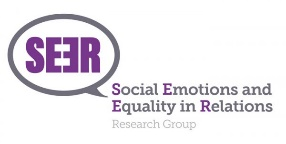 SEER
Social Emotions and
Equality in Relations
Research Group